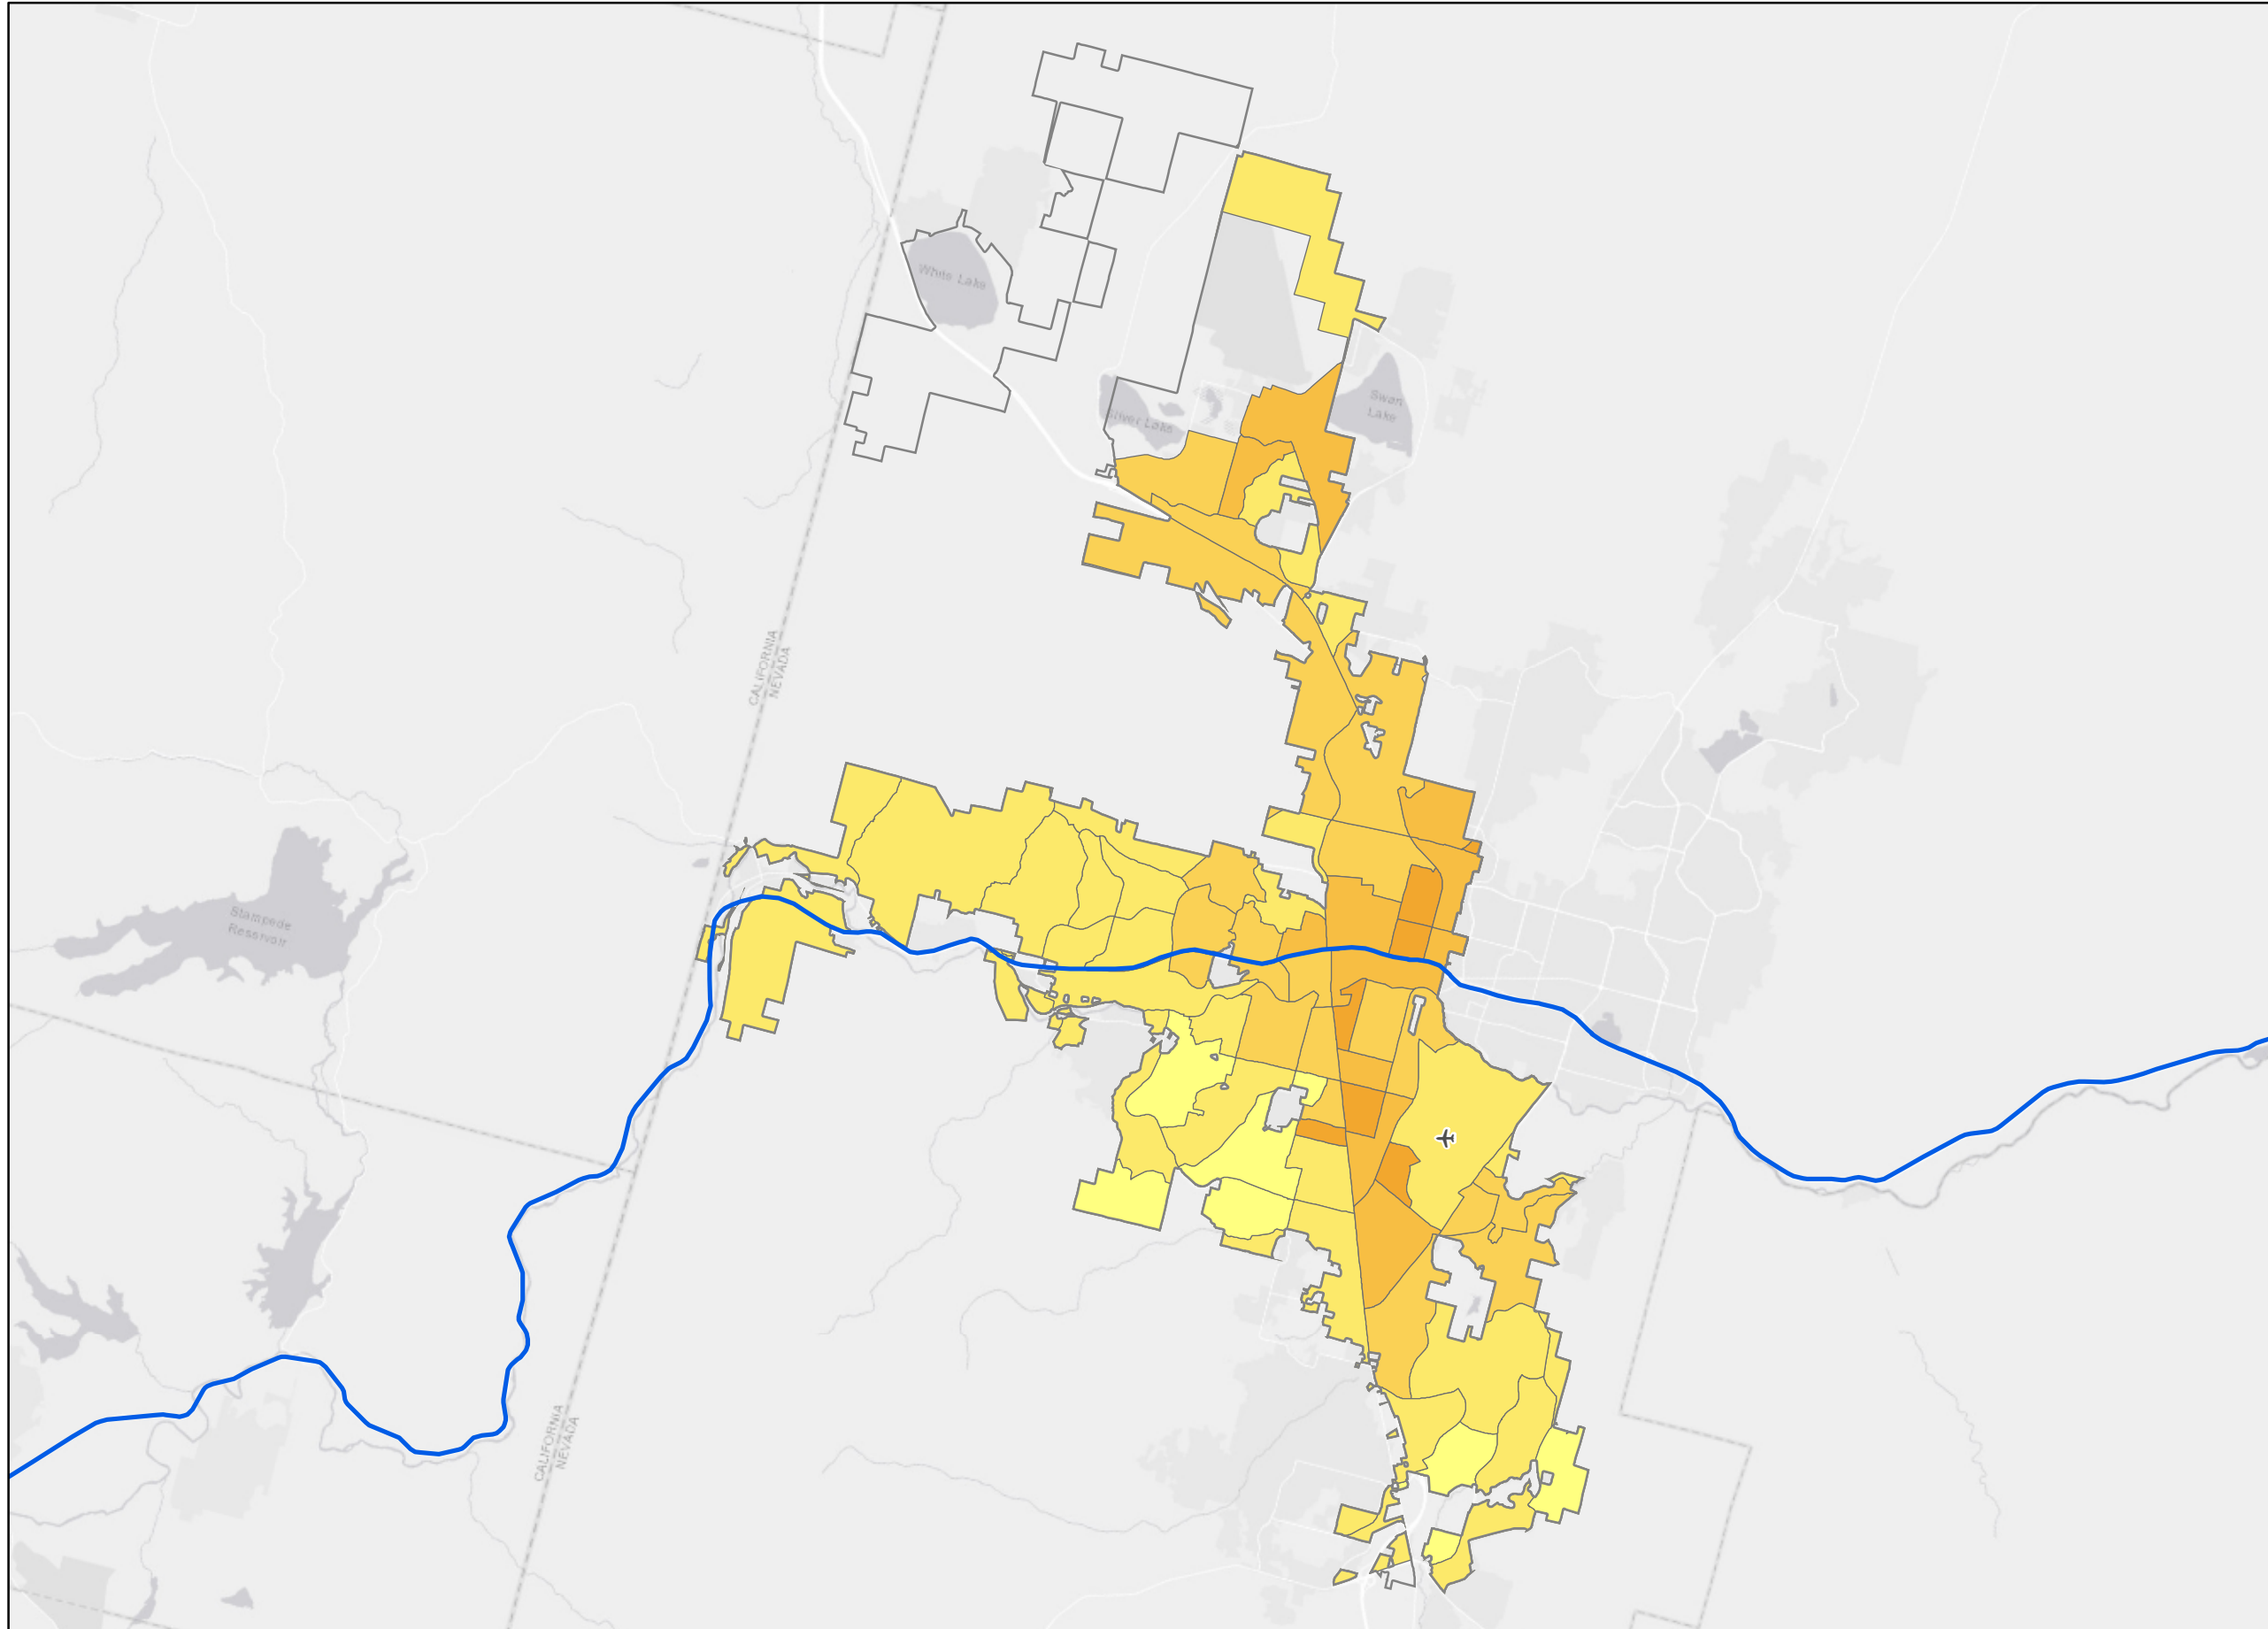 White Lake
Silver Lake
Swan
Lake
CALIFORNIA
NEVADA
Stampede
Reservoir
CALIFORNIA
NEVADA